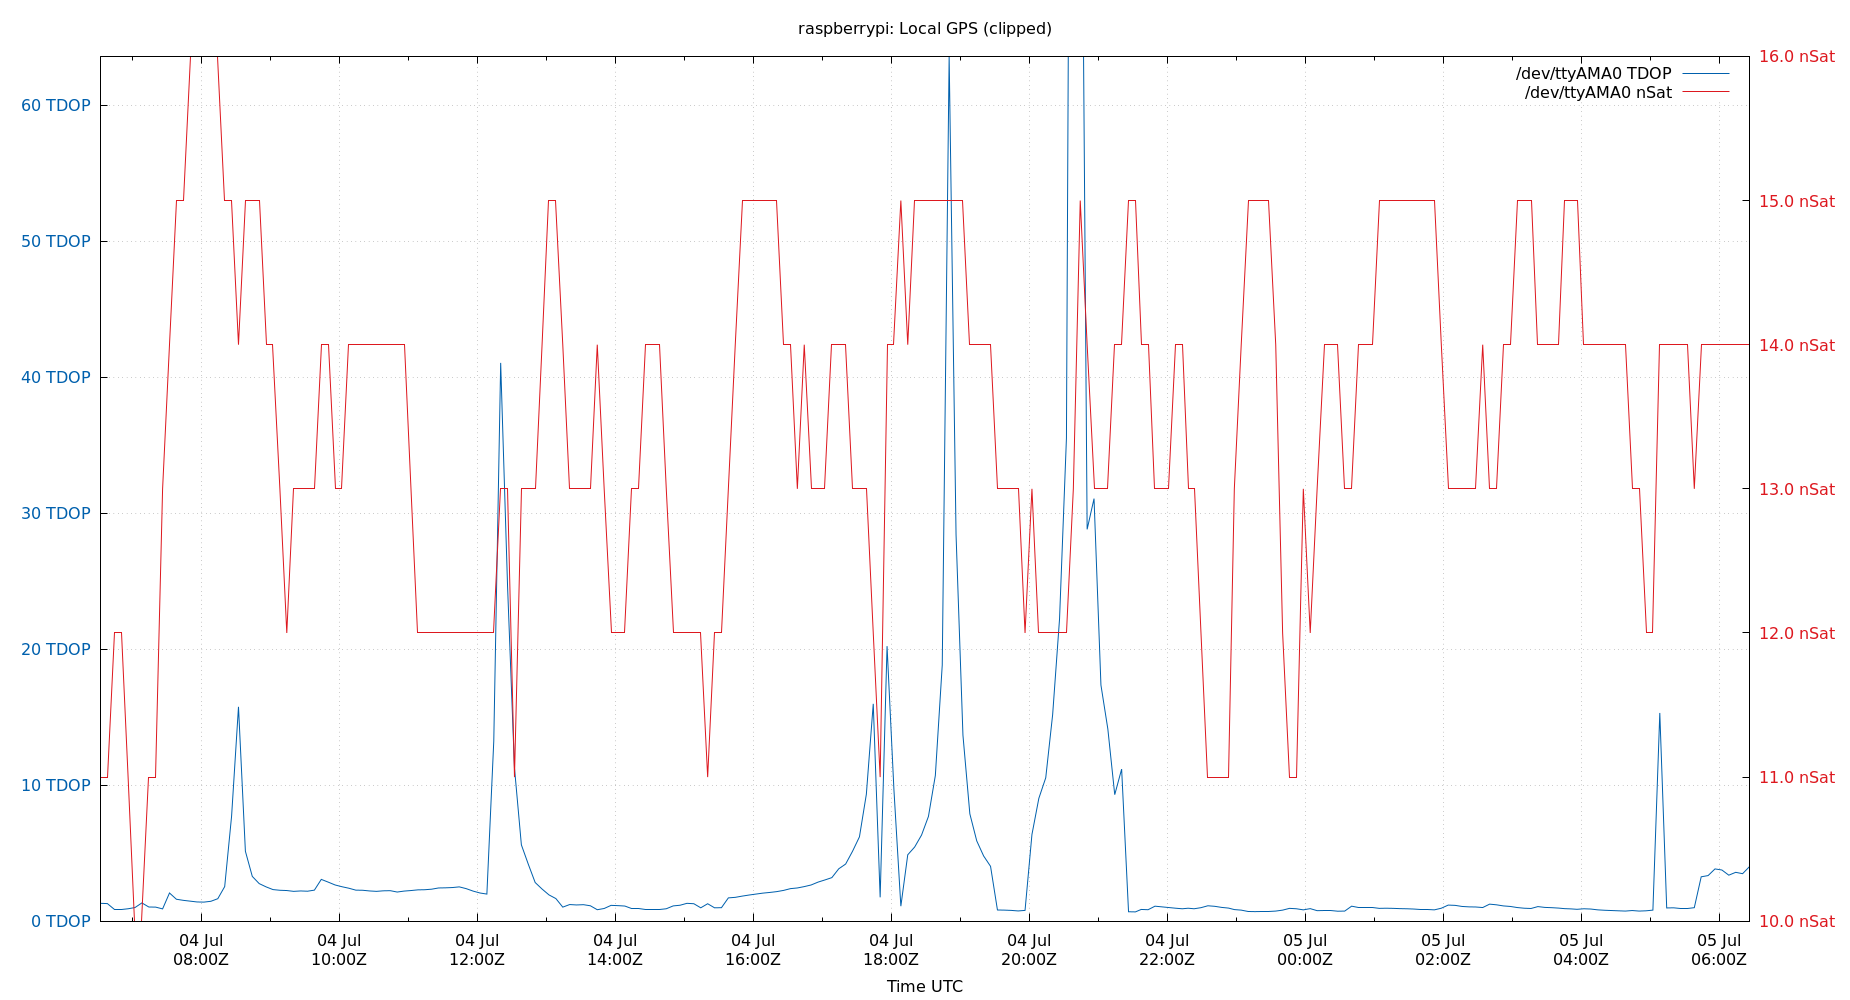 raspberrypi: Local GPS (clipped)
/dev/ttyAMA0 TDOP
/dev/ttyAMA0 nSat
60 TDOP
50 TDOP
40 TDOP
30 TDOP
20 TDOP
10 TDOP
0 TDOP
16.0 nSat
15.0 nSat
14.0 nSat
13.0 nSat
12.0 nSat
11.0 nSat
10.0 nSat
04 Jul 04 Jul 04 Jul 04 Jul 04 Jul 04 Jul 04 Jul 04 Jul 05 Jul 05 Jul 05 Jul 05 Jul
08:00Z 10:00Z 12:00Z 14:00Z 16:00Z 18:00Z 20:00Z 22:00Z 00:00Z 02:00Z 04:00Z 06:00Z
Time UTC